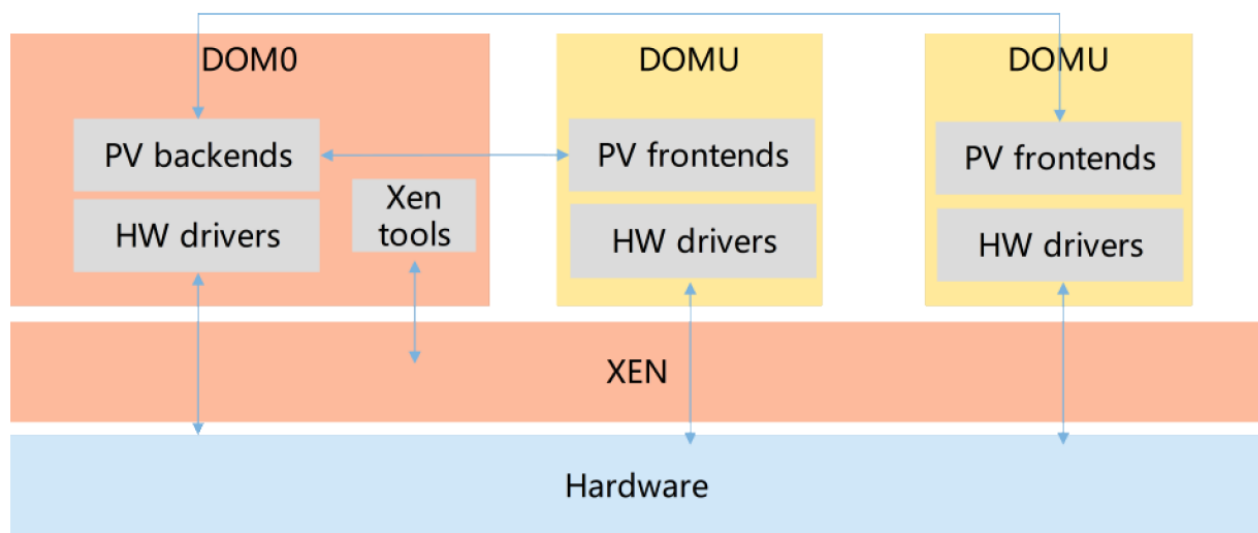 DOM0
DOMU
DOMU
PV backends
PV frontends
PV frontends
Xen
tools
HW drivers
HW drivers
HW drivers
XEN
Hardware